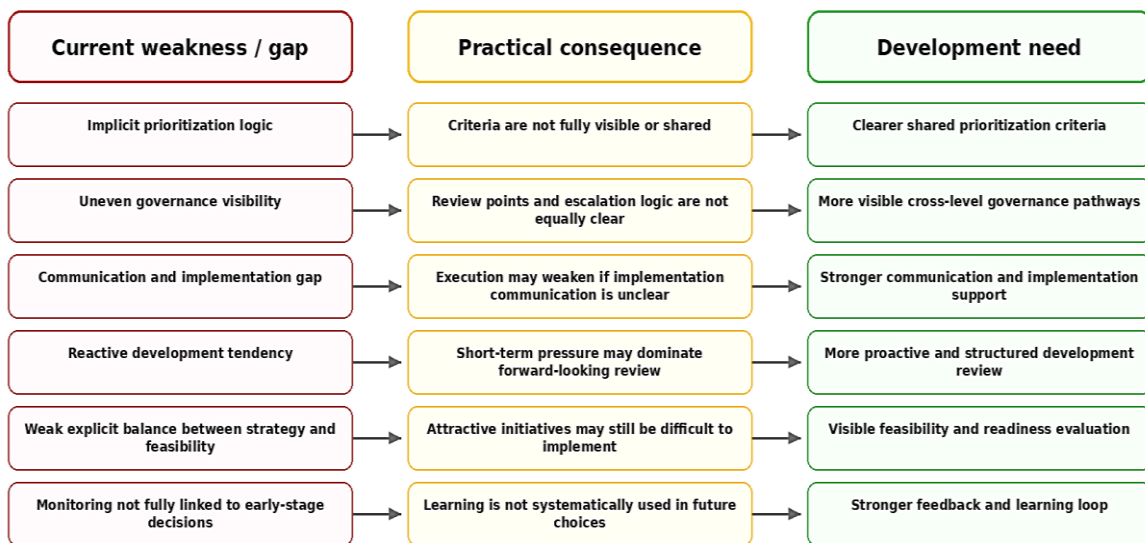 Current weakness / gap
Practical consequence
Development need
Implicit prioritization logic
Criteria are not fully visible or shared
Clearer shared prioritization criteria
Uneven governance visibility
Review points and escalation logic are not
equally clear
More visible cross-level governance pathways
Communication and implementation gap
Execution may weaken if implementation
communication is unclear
Stronger communication and implementation
support
Reactive development tendency
Short-term pressure may dominate
forward-looking review
More proactive and structured development
review
Weak explicit balance between strategy and
feasibility
Attractive initiatives may still be difficult to
implement
Visible feasibility and readiness evaluation
Monitoring not fully linked to early-stage
decisions
Learning is not systematically used in future
choices
Stronger feedback and learning loop